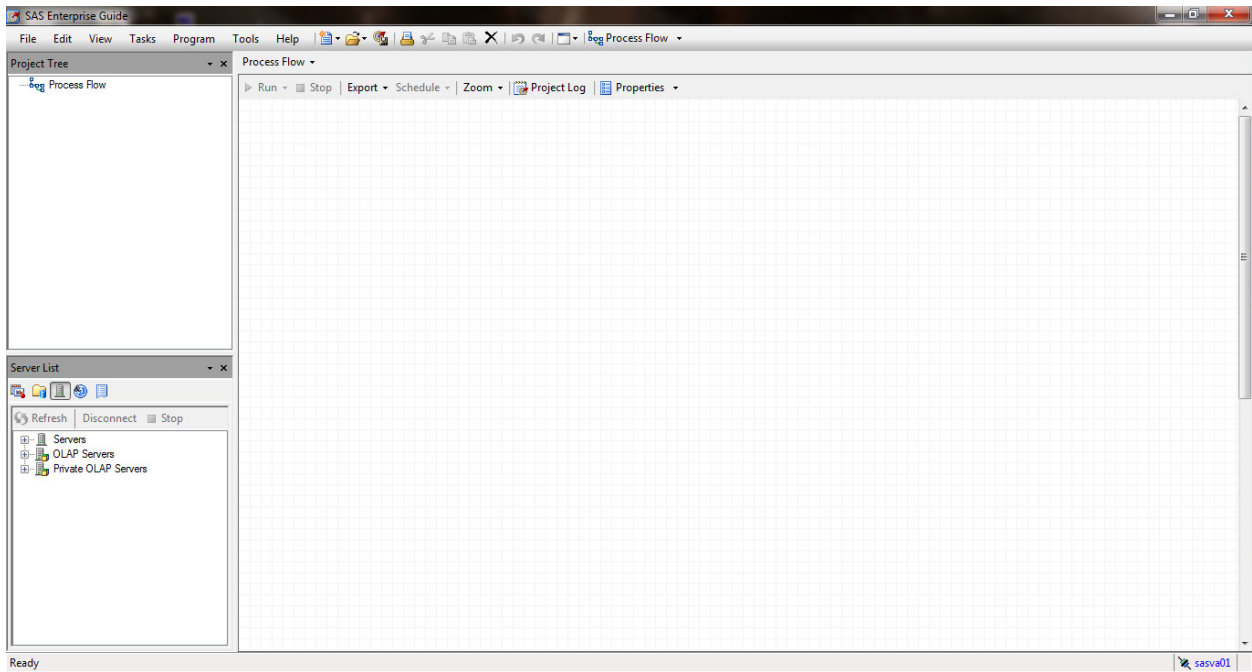 SAS Enterprise Guide
File Edit View Tasks Program Tools Help Process Flow
Project Tree
Process Flow
Process Flow
Run Stop Export Schedule Zoom Project Log Properties
Server List
Refresh Disconnect Stop
Servers
OLAP Servers
Private OLAP Servers
Ready
sasva01